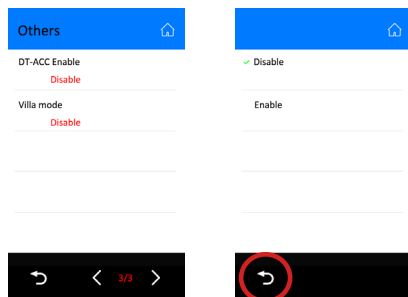 Others
DT-ACC Enable
Disable
Villa mode
Disable
3/3
Disable
Enable